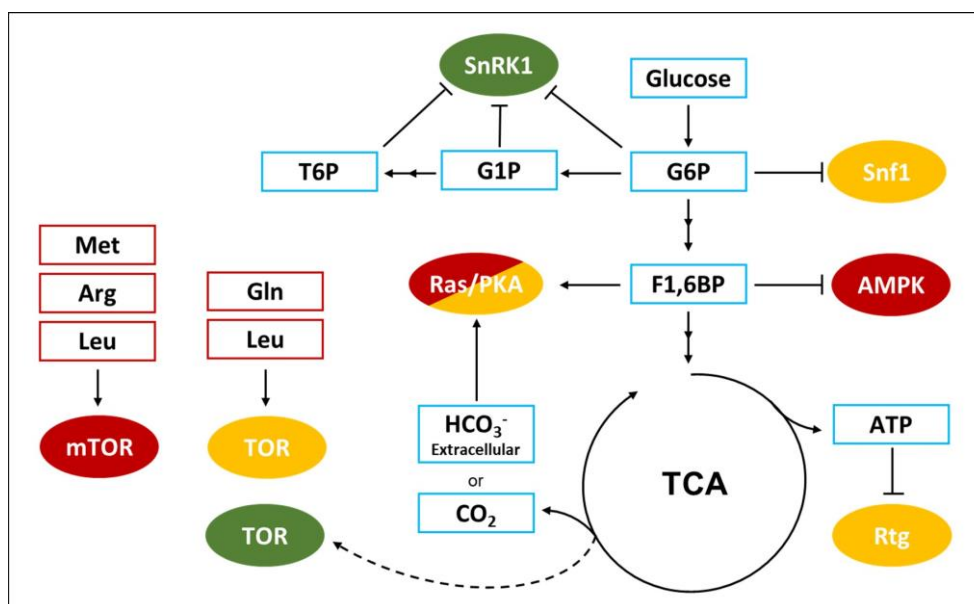 SnRK1
Glucose
T6P
G1P
G6P
Snf1
Met
Arg
Leu
Gln
Leu
Ras/PKA
F1,6BP
AMPK
mTOR
TOR
HCO₃⁻
Extracellular
or
CO₂
TCA
ATP
TOR
Rtg